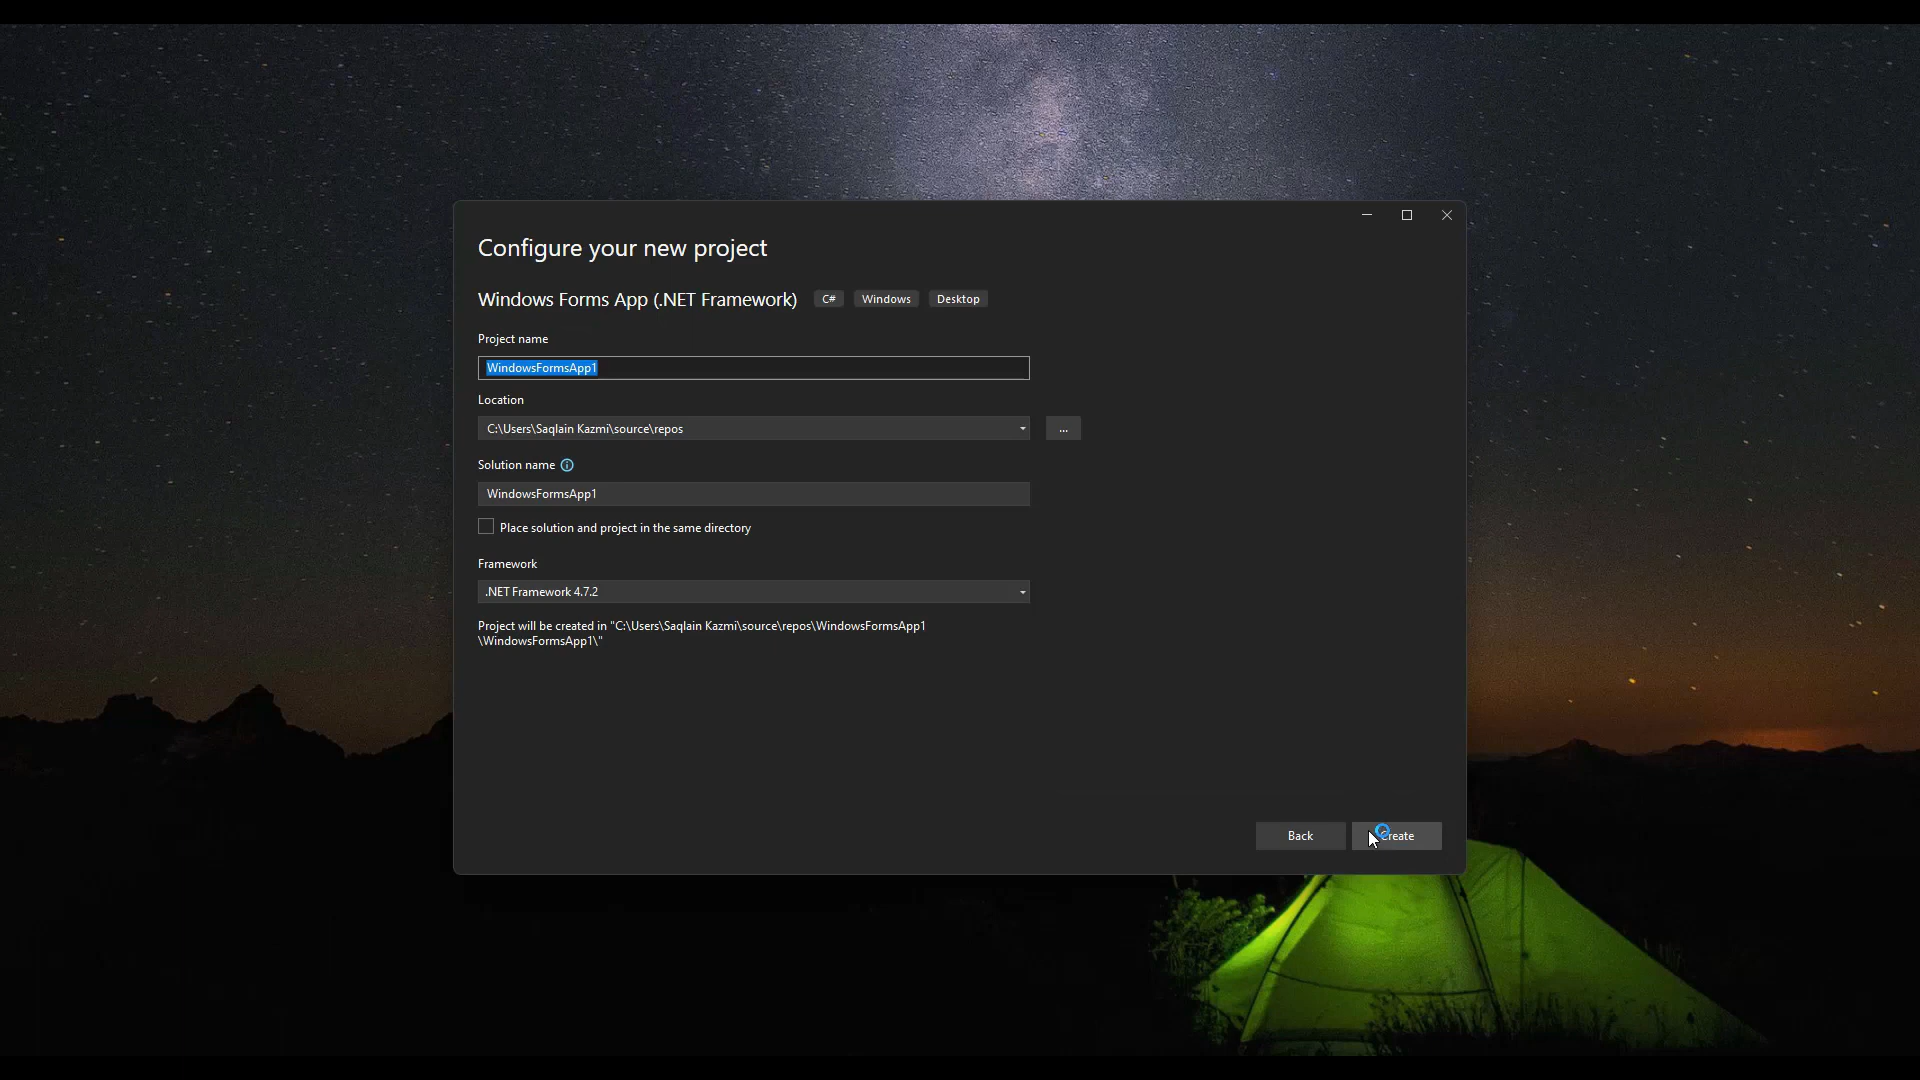 Configure your new project
Windows Forms App (.NET Framework) C# Windows Desktop
Project name
WindowsFormsApp1
Location
C:\Users\Saqlain Kazmi\source\repos
...
Solution name
WindowsFormsApp1
Place solution and project in the same directory
Framework
.NET Framework 4.7.2
Project will be created in "C:\Users\Saqlain Kazmi\source\repos\WindowsFormsApp1
\WindowsFormsApp1\"
Back Create